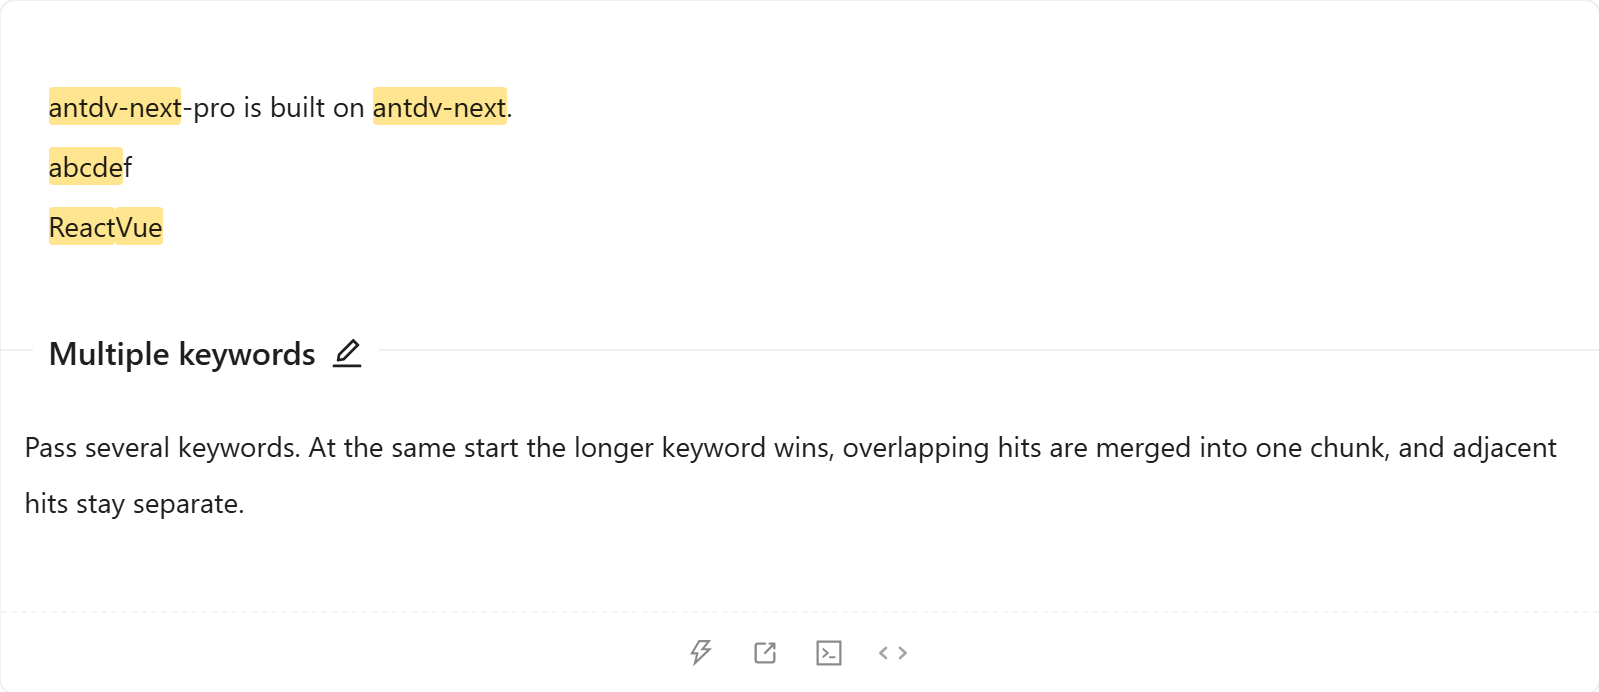 antdv-next-pro is built on antdv-next.
abcdef
ReactVue
Multiple keywords
Pass several keywords. At the same start the longer keyword wins, overlapping hits are merged into one chunk, and adjacent
hits stay separate.